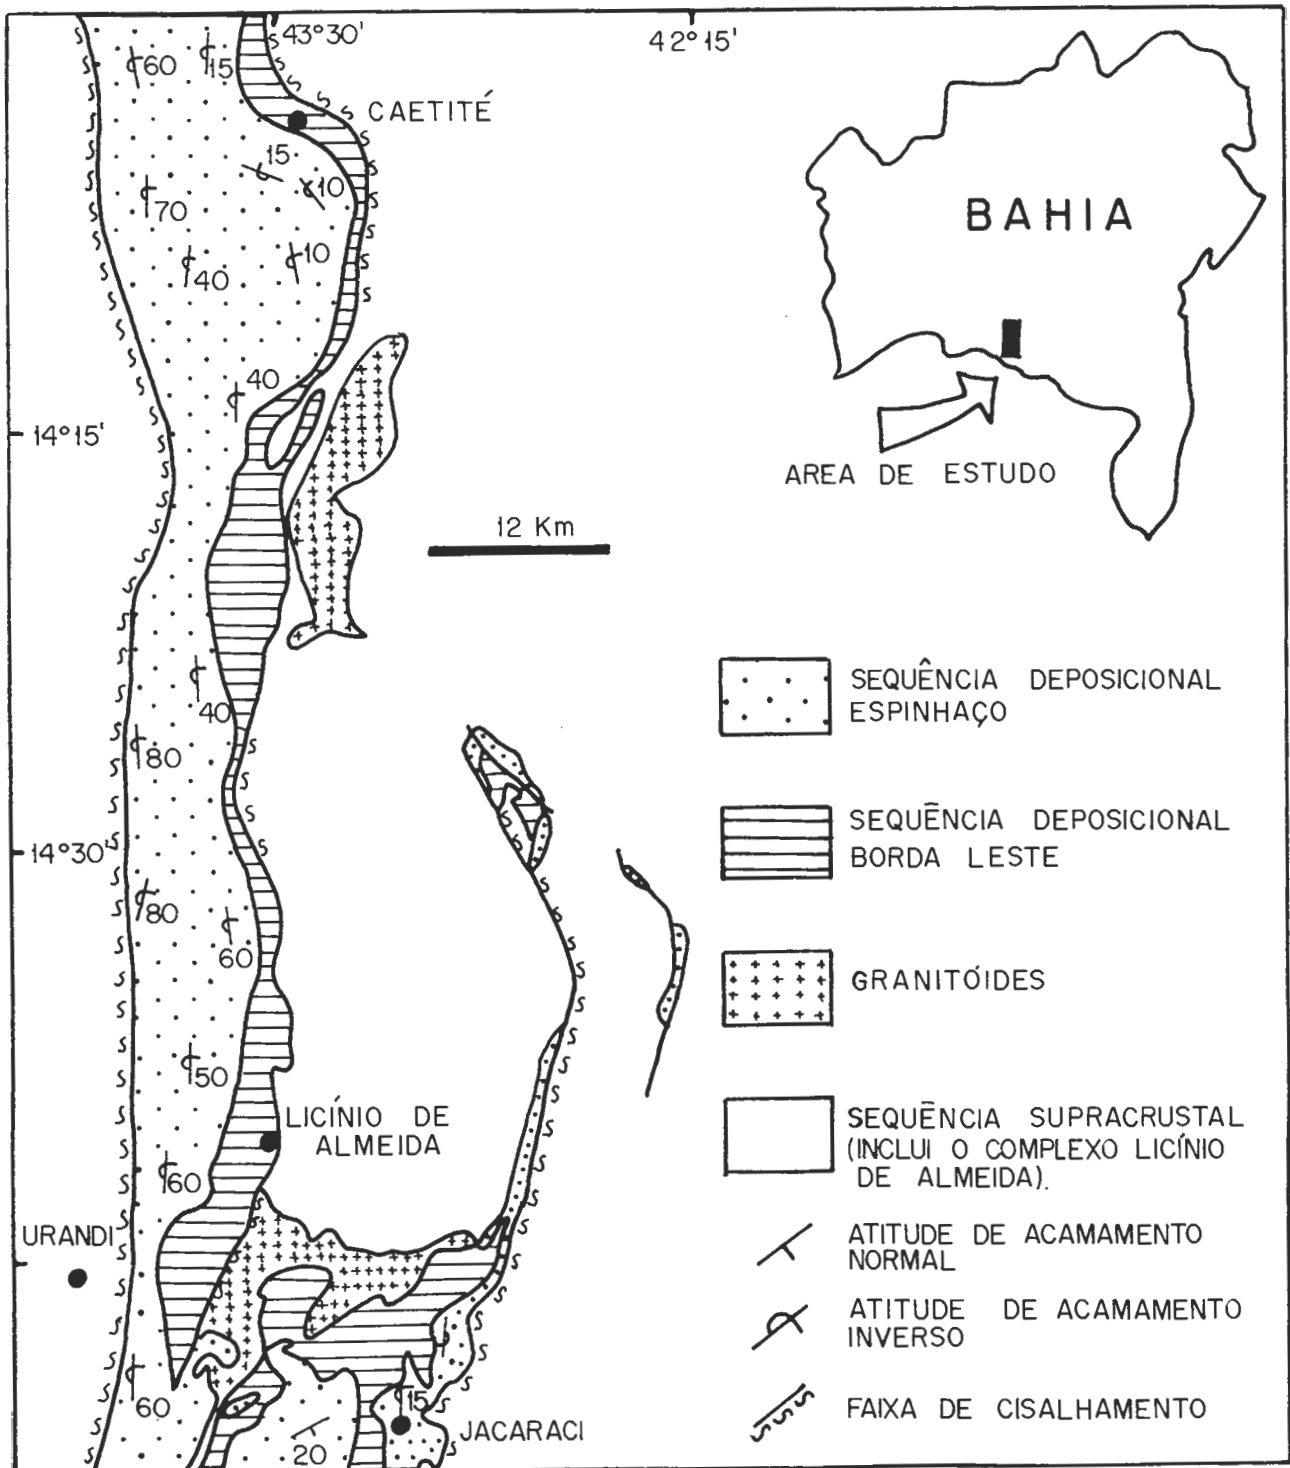 43°30'
42°15'
60
15
CAETITÉ
15
10
70
10
40
BAHIA
40
14°15'
AREA DE ESTUDO
12 Km
SEQUÊNCIA DEPOSICIONAL
ESPINHAÇO
40
80
SEQUÊNCIA DEPOSICIONAL
BORDA LESTE
14°30'
80
60
GRANITÓIDES
50
LICÍNIO DE
ALMEIDA
SEQUÊNCIA SUPRACRUSTAL
(INCLUI O COMPLEXO LICÍNIO
DE ALMEIDA).
60
URANDI
ATITUDE DE ACAMAMENTO
NORMAL
ATITUDE DE ACAMAMENTO
INVERSO
60
15
FAIXA DE CISALHAMENTO
JACARACI
20